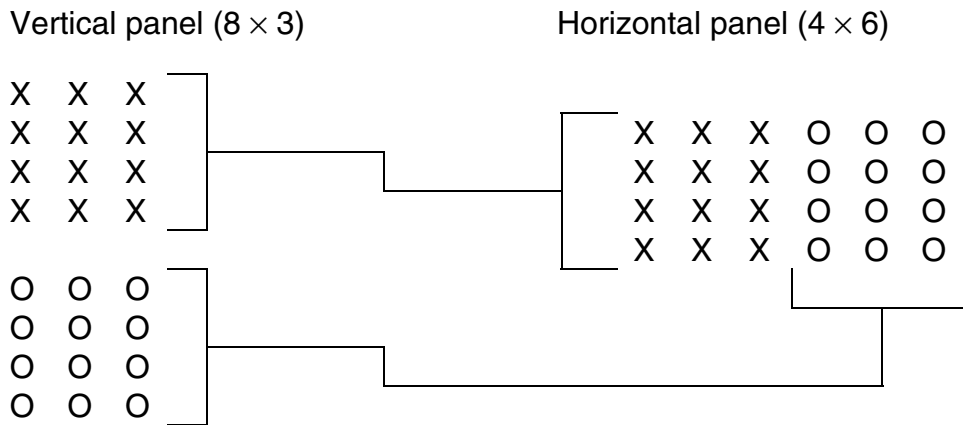 Vertical panel (8 × 3)
X X X
X X X
X X X
X X X
O O O
O O O
O O O
O O O
Horizontal panel (4 × 6)
X X X O O O
X X X O O O
X X X O O O
X X X O O O